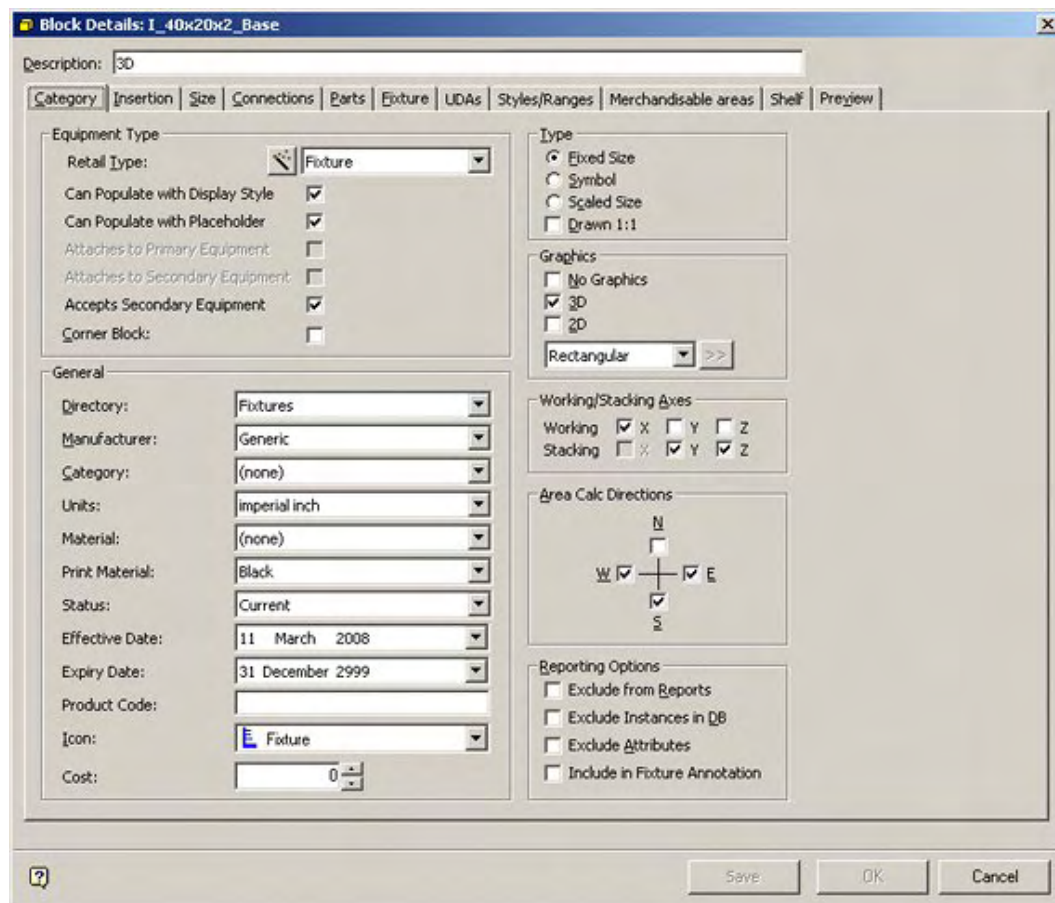 Block Details: I_40x20x2_Base
Description: 3D
Category Insertion Size Connections Parts Fixture UDAs Styles/Ranges Merchandisable areas Shelf Preview
Equipment Type
Retail Type: Fixture
Can Populate with Display Style
Can Populate with Placeholder
Attaches to Primary Equipment
Attaches to Secondary Equipment
Accepts Secondary Equipment
Corner Block:
General
Directory: Fixtures
Manufacturer: Generic
Category: (none)
Units: imperial inch
Material: (none)
Print Material: Black
Status: Current
Effective Date: 11 March 2008
Expiry Date: 31 December 2999
Product Code:
Icon: Fixture
Cost: 0
Type
Fixed Size
Symbol
Scaled Size
Drawn 1:1
Graphics
No Graphics
3D
2D
Rectangular >>
Working/Stacking Axes
Working X Y Z
Stacking X Y Z
Area Calc Directions
N
W E
S
Reporting Options
Exclude from Reports
Exclude Instances in DB
Exclude Attributes
Include in Fixture Annotation
? Save OK Cancel